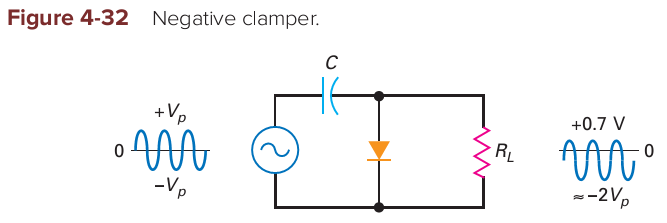 Figure 4-32 Negative clamper.
C
+Vp
0
−Vp
RL
+0.7 V
0
≈−2Vp